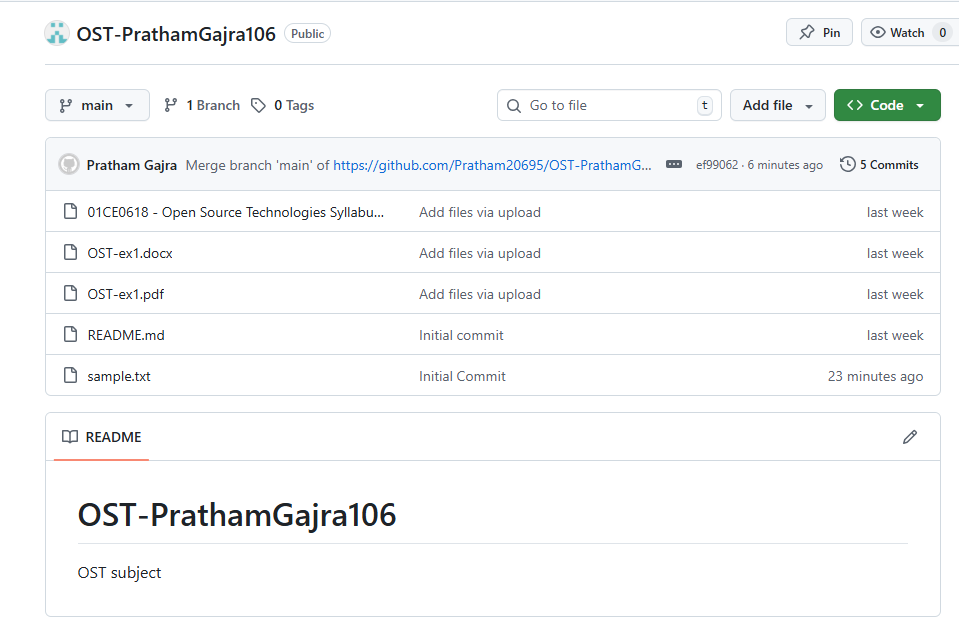 OST-PrathamGajra106 Public Pin Watch 0
main 1 Branch 0 Tags Go to file t Add file Code
Pratham Gajra Merge branch 'main' of https://github.com/Pratham20695/OST-PrathamG... ef99062 · 6 minutes ago 5 Commits
01CE0618 - Open Source Technologies Syllabu... Add files via upload last week
OST-ex1.docx Add files via upload last week
OST-ex1.pdf Add files via upload last week
README.md Initial commit last week
sample.txt Initial Commit 23 minutes ago
README
OST-PrathamGajra106
OST subject